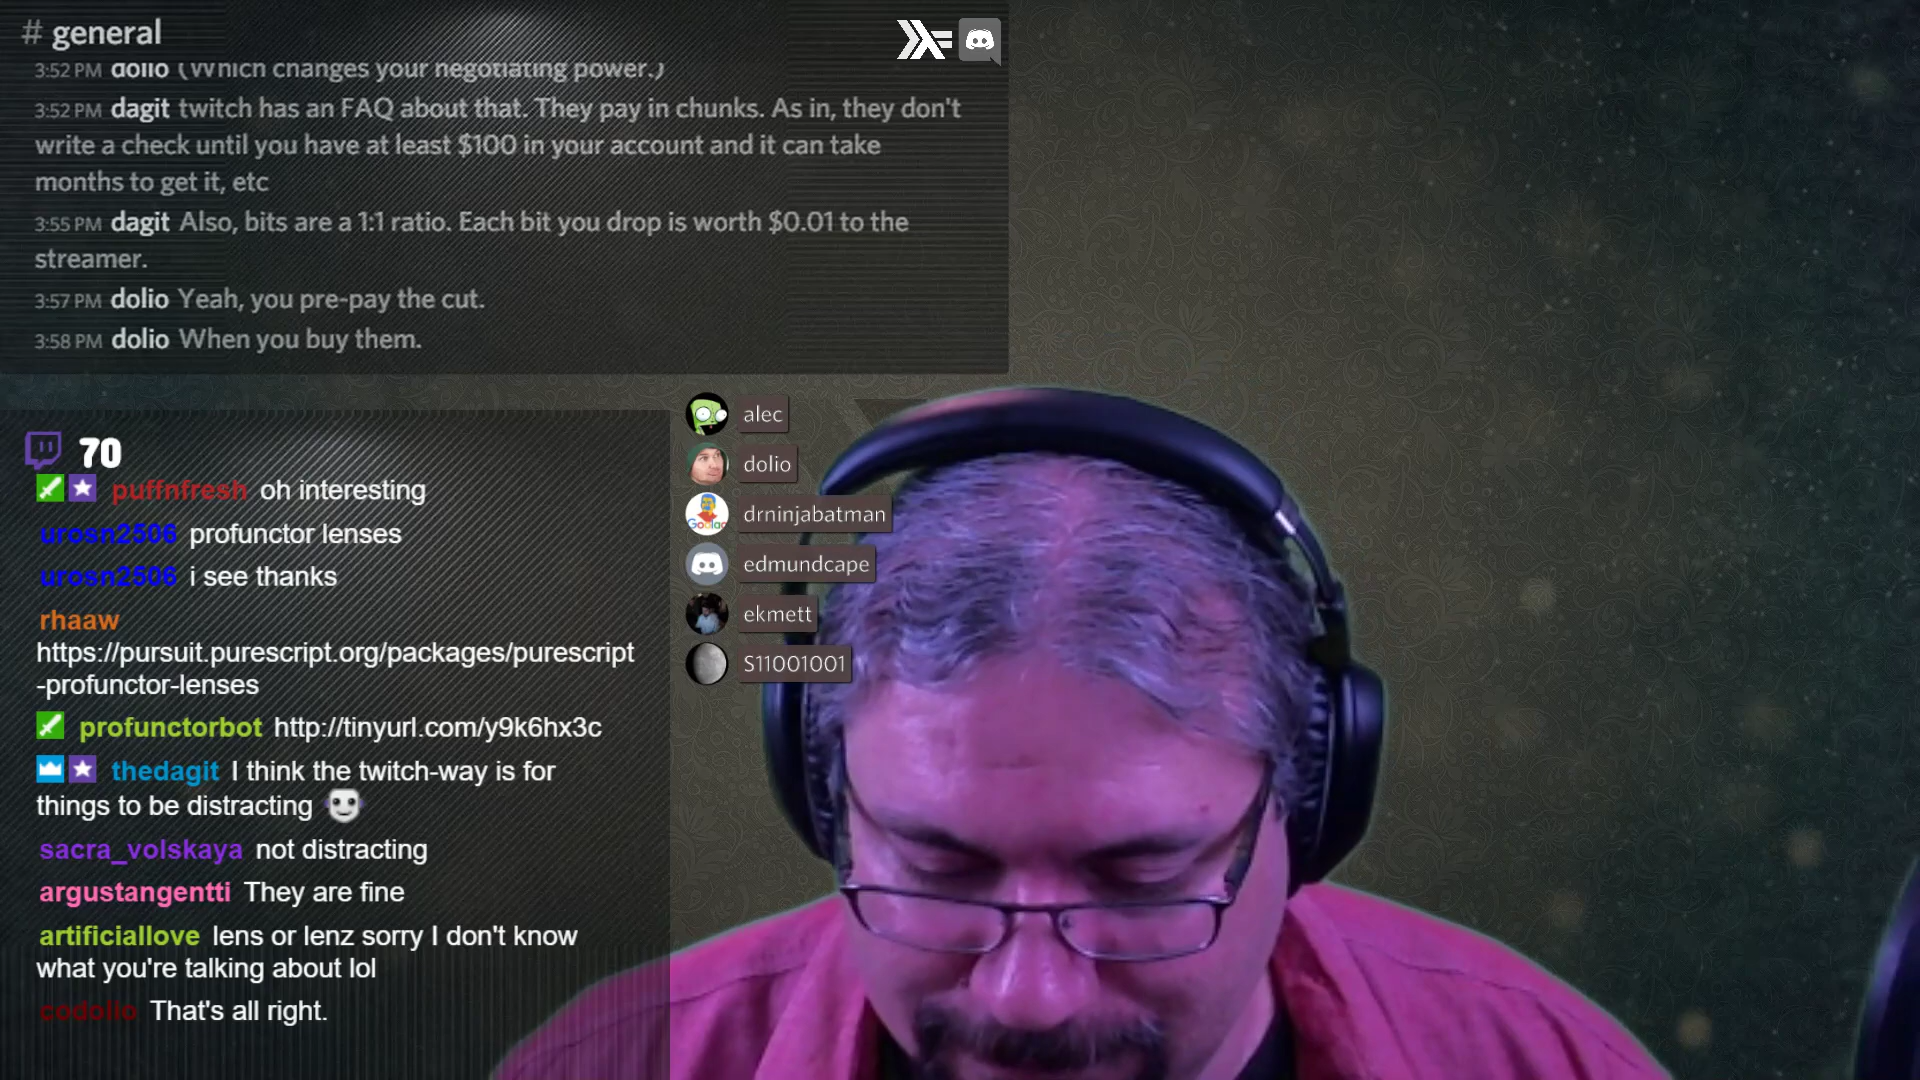 # general
3:52 PM dolio (Which changes your negotiating power.)
3:52 PM dagit twitch has an FAQ about that. They pay in chunks. As in, they don't
write a check until you have at least $100 in your account and it can take
months to get it, etc
3:55 PM dagit Also, bits are a 1:1 ratio. Each bit you drop is worth $0.01 to the
streamer.
3:57 PM dolio Yeah, you pre-pay the cut.
3:58 PM dolio When you buy them.
70
puffnfresh oh interesting
urosn2506 profunctor lenses
urosn2506 i see thanks
rhaaw
https://pursuit.purescript.org/packages/purescript
-profunctor-lenses
profunctorbot http://tinyurl.com/y9k6hx3c
thedagit I think the twitch-way is for
things to be distracting
sacra_volskaya not distracting
argustangentti They are fine
artificiallove lens or lenz sorry I don't know
what you're talking about lol
codolio That's all right.
alec
dolio
drninjabatman
edmundcape
ekmett
S11001001